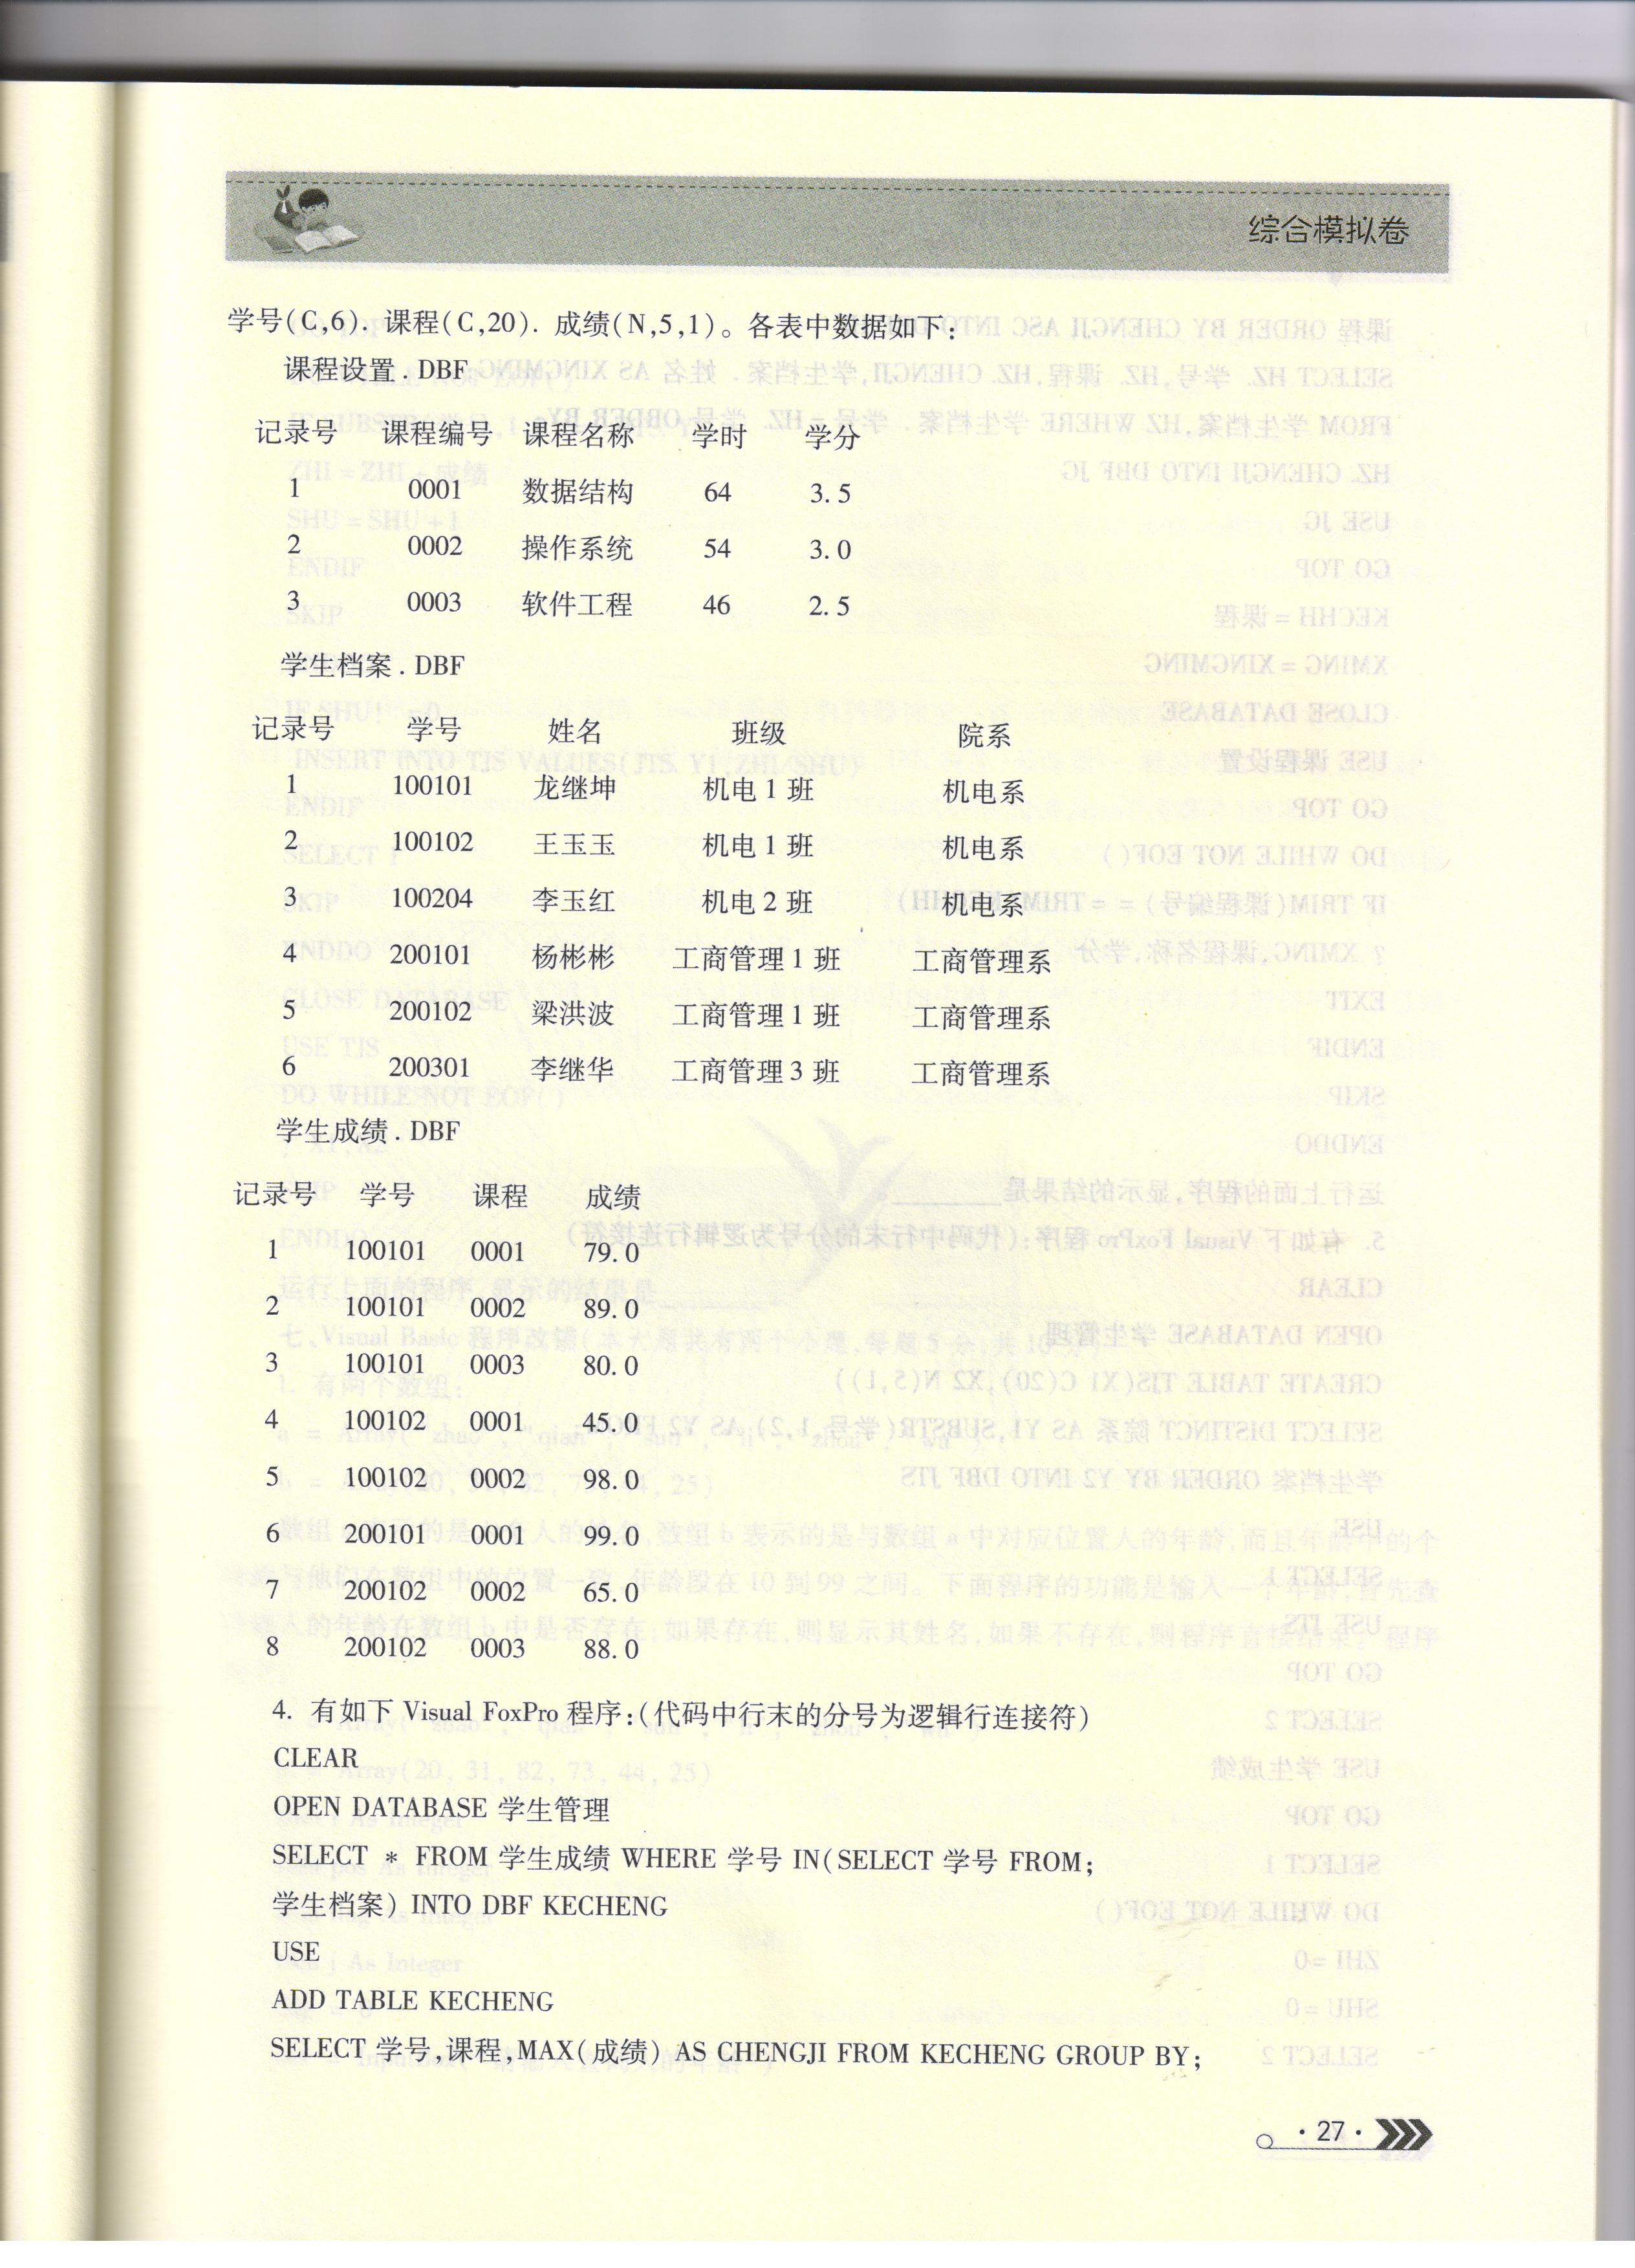 综合模拟卷
学号(C,6). 课程(C,20). 成绩(N,5,1)。各表中数据如下:
课程设置.DBF
记录号 课程编号 课程名称 学时 学分
1 0001 数据结构 64 3.5
2 0002 操作系统 54 3.0
3 0003 软件工程 46 2.5
学生档案.DBF
记录号 学号 姓名 班级 院系
1 100101 龙继坤 机电1班 机电系
2 100102 王玉玉 机电1班 机电系
3 100204 李玉红 机电2班 机电系
4 200101 杨彬彬 工商管理1班 工商管理系
5 200102 梁洪波 工商管理1班 工商管理系
6 200301 李继华 工商管理3班 工商管理系
学生成绩.DBF
记录号 学号 课程 成绩
1 100101 0001 79.0
2 100101 0002 89.0
3 100101 0003 80.0
4 100102 0001 45.0
5 100102 0002 98.0
6 200101 0001 99.0
7 200102 0002 65.0
8 200102 0003 88.0
4. 有如下 Visual FoxPro 程序:(代码中行末的分号为逻辑行连接符)
CLEAR
OPEN DATABASE 学生管理
SELECT * FROM 学生成绩 WHERE 学号 IN(SELECT 学号 FROM;
学生档案) INTO DBF KECHENG
USE
ADD TABLE KECHENG
SELECT 学号,课程,MAX(成绩) AS CHENGJI FROM KECHENG GROUP BY;
·27·